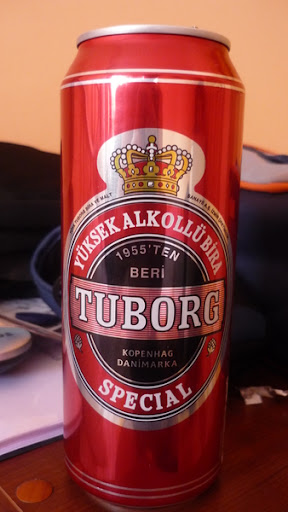 YÜKSEK ALKOLLÜ BİRA
1955'TEN
BERİ
TUBORG
KOPENHAG
DANİMARKA
SPECIAL